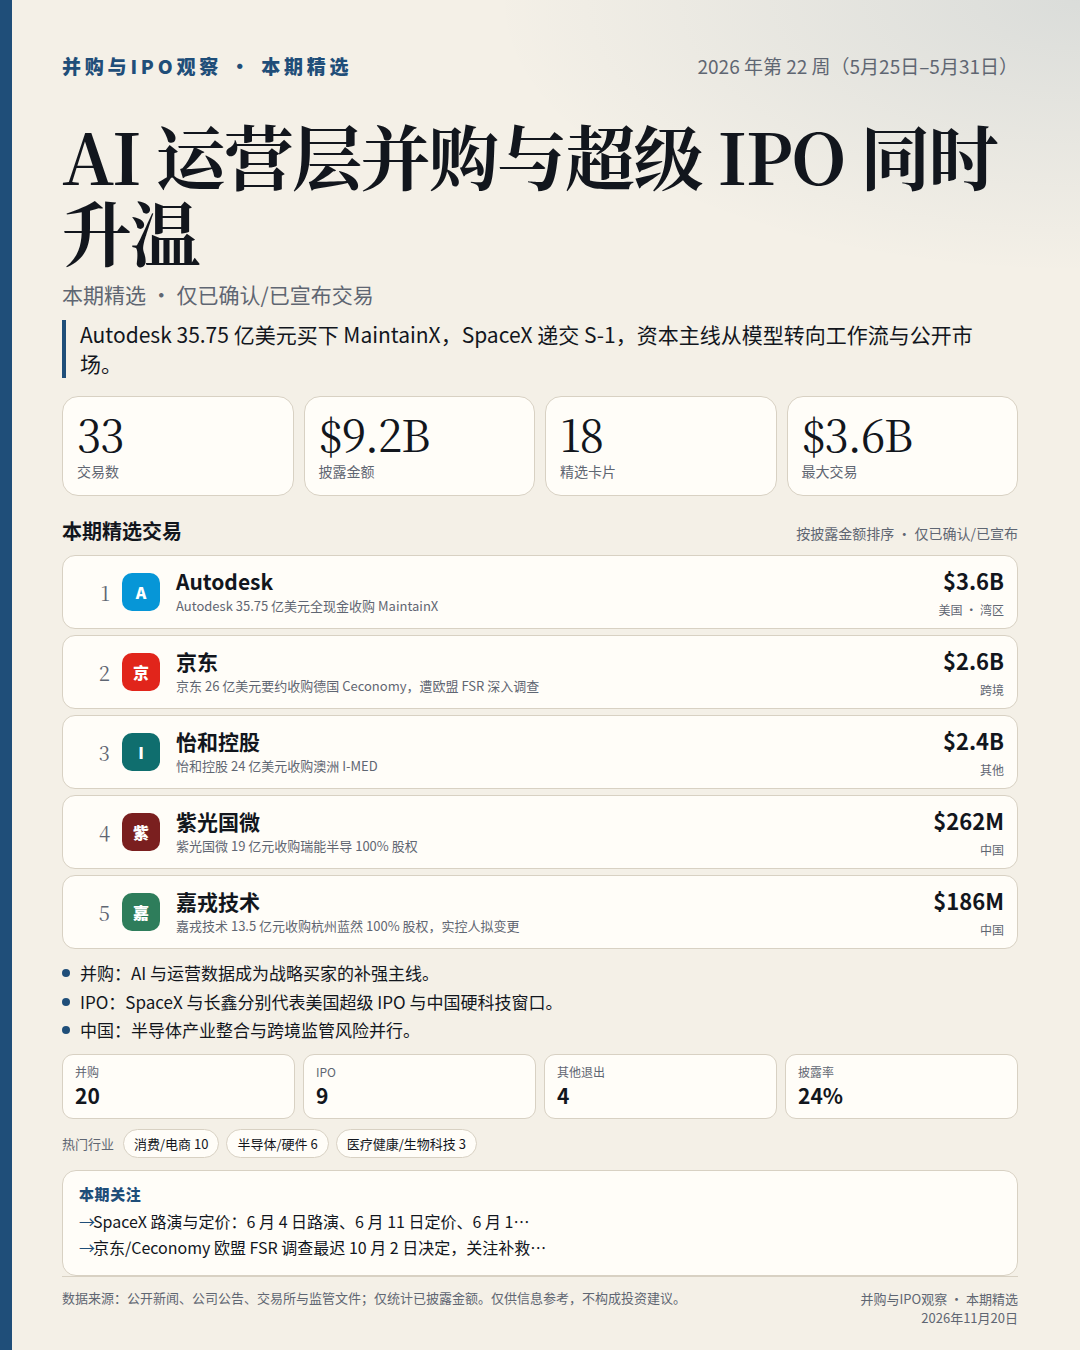 并购与IPO观察 · 本期精选
2026 年第 22 周（5月25日–5月31日）
AI 运营层并购与超级 IPO 同时
升温
本期精选 · 仅已确认/已宣布交易
Autodesk 35.75 亿美元买下 MaintainX，SpaceX 递交 S-1，资本主线从模型转向工作流与公开市
场。
33
交易数
$9.2B
披露金额
18
精选卡片
$3.6B
最大交易
本期精选交易
按披露金额排序 · 仅已确认/已宣布
1
A
Autodesk
Autodesk 35.75 亿美元全现金收购 MaintainX
$3.6B
美国 · 湾区
2
京
京东
京东 26 亿美元要约收购德国 Ceconomy，遭欧盟 FSR 深入调查
$2.6B
跨境
3
I
怡和控股
怡和控股 24 亿美元收购澳洲 I-MED
$2.4B
其他
4
紫
紫光国微
紫光国微 19 亿元收购瑞能半导 100% 股权
$262M
中国
5
嘉
嘉戎技术
嘉戎技术 13.5 亿元收购杭州蓝然 100% 股权，实控人拟变更
$186M
中国
并购：AI 与运营数据成为战略买家的补强主线。
IPO：SpaceX 与长鑫分别代表美国超级 IPO 与中国硬科技窗口。
中国：半导体产业整合与跨境监管风险并行。
并购
20
IPO
9
其他退出
4
披露率
24%
热门行业
消费/电商 10
半导体/硬件 6
医疗健康/生物科技 3
本期关注
→SpaceX 路演与定价：6 月 4 日路演、6 月 11 日定价、6 月 1…
→京东/Ceconomy 欧盟 FSR 调查最迟 10 月 2 日决定，关注补救…
数据来源：公开新闻、公司公告、交易所与监管文件；仅统计已披露金额。仅供信息参考，不构成投资建议。
并购与IPO观察 · 本期精选
2026年11月20日